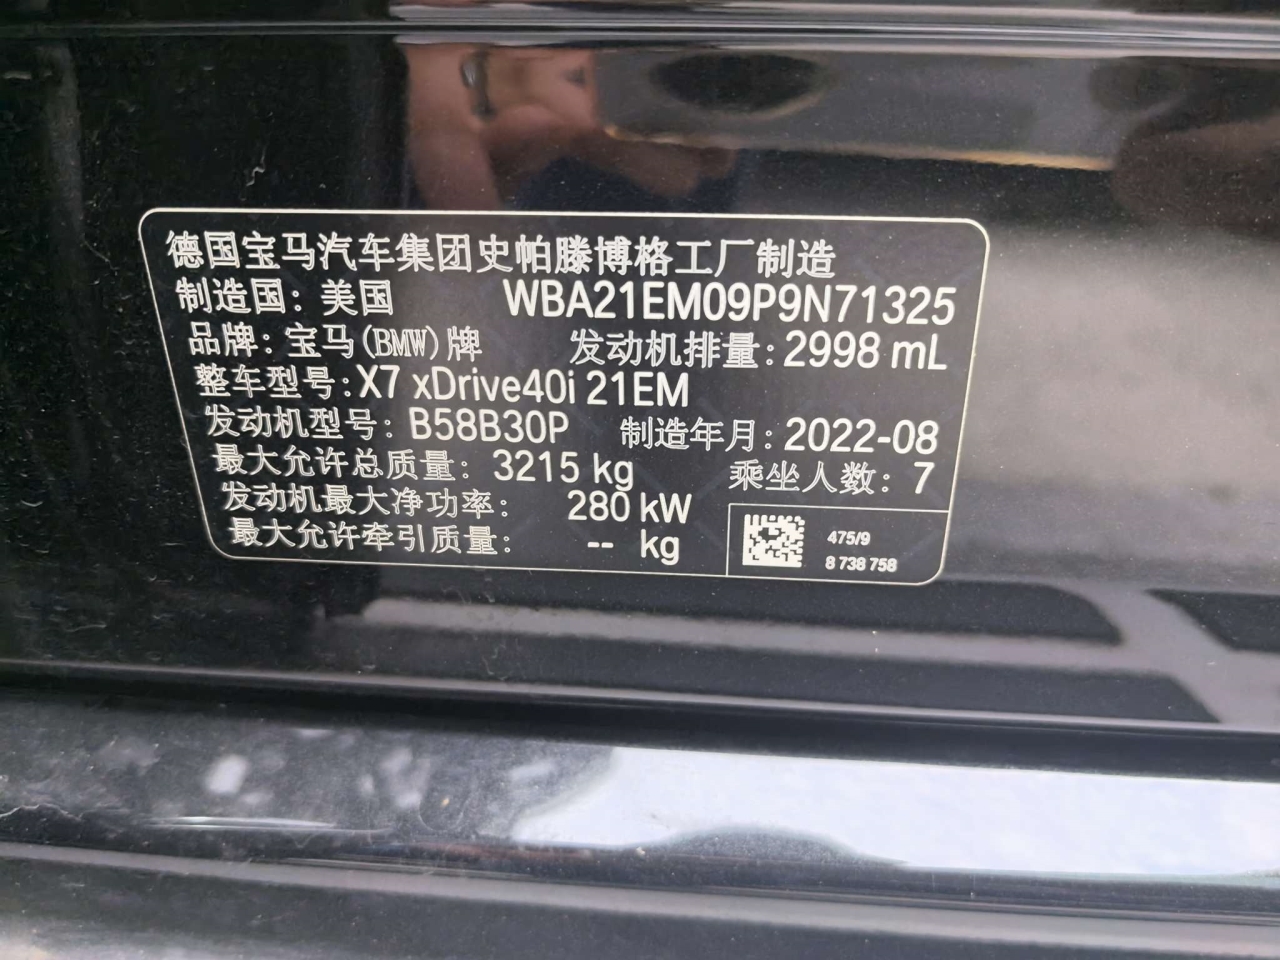 德国宝马汽车集团史帕滕博格工厂制造
制造国: 美国 WBA21EM09P9N71325
品牌: 宝马(BMW)牌 发动机排量: 2998 mL
整车型号: X7 xDrive40i 21EM
发动机型号: B58B30P 制造年月: 2022-08
最大允许总质量: 3215 kg 乘坐人数: 7
发动机最大净功率: 280 kW
最大允许牵引质量: -- kg
475/9
8 738 758